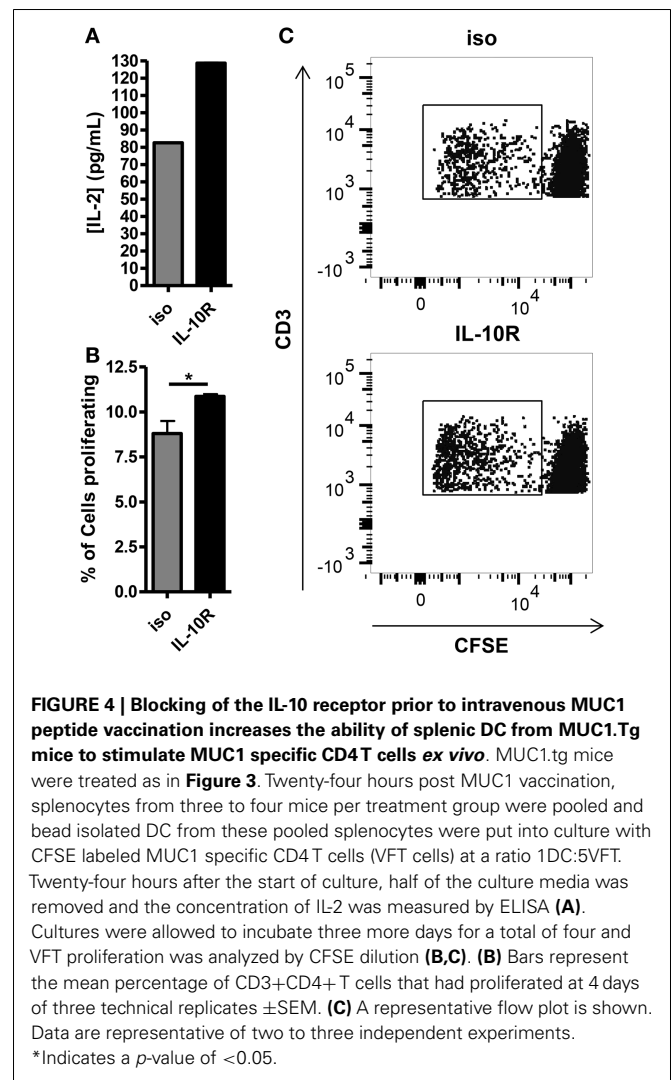 A
[IL-2] (pg/mL)
130
120
110
100
90
80
70
60
50
40
30
20
10
0
iso
IL-10R
B
% of Cells proliferating
12.5
10.0
7.5
5.0
2.5
0.0
*
iso
IL-10R
C
iso
CD3
10^5
10^4
10^3
-10^3
0
10^4
IL-10R
10^5
10^4
10^3
-10^3
0
10^4
CFSE
FIGURE 4 | Blocking of the IL-10 receptor prior to intravenous MUC1
peptide vaccination increases the ability of splenic DC from MUC1.Tg
mice to stimulate MUC1 specific CD4 T cells ex vivo. MUC1.tg mice
were treated as in Figure 3. Twenty-four hours post MUC1 vaccination,
splenocytes from three to four mice per treatment group were pooled and
bead isolated DC from these pooled splenocytes were put into culture with
CFSE labeled MUC1 specific CD4 T cells (VFT cells) at a ratio 1DC:5VFT.
Twenty-four hours after the start of culture, half of the culture media was
removed and the concentration of IL-2 was measured by ELISA (A).
Cultures were allowed to incubate three more days for a total of four and
VFT proliferation was analyzed by CFSE dilution (B,C). (B) Bars represent
the mean percentage of CD3+CD4+ T cells that had proliferated at 4 days
of three technical replicates ±SEM. (C) A representative flow plot is shown.
Data are representative of two to three independent experiments.
*Indicates a p-value of <0.05.